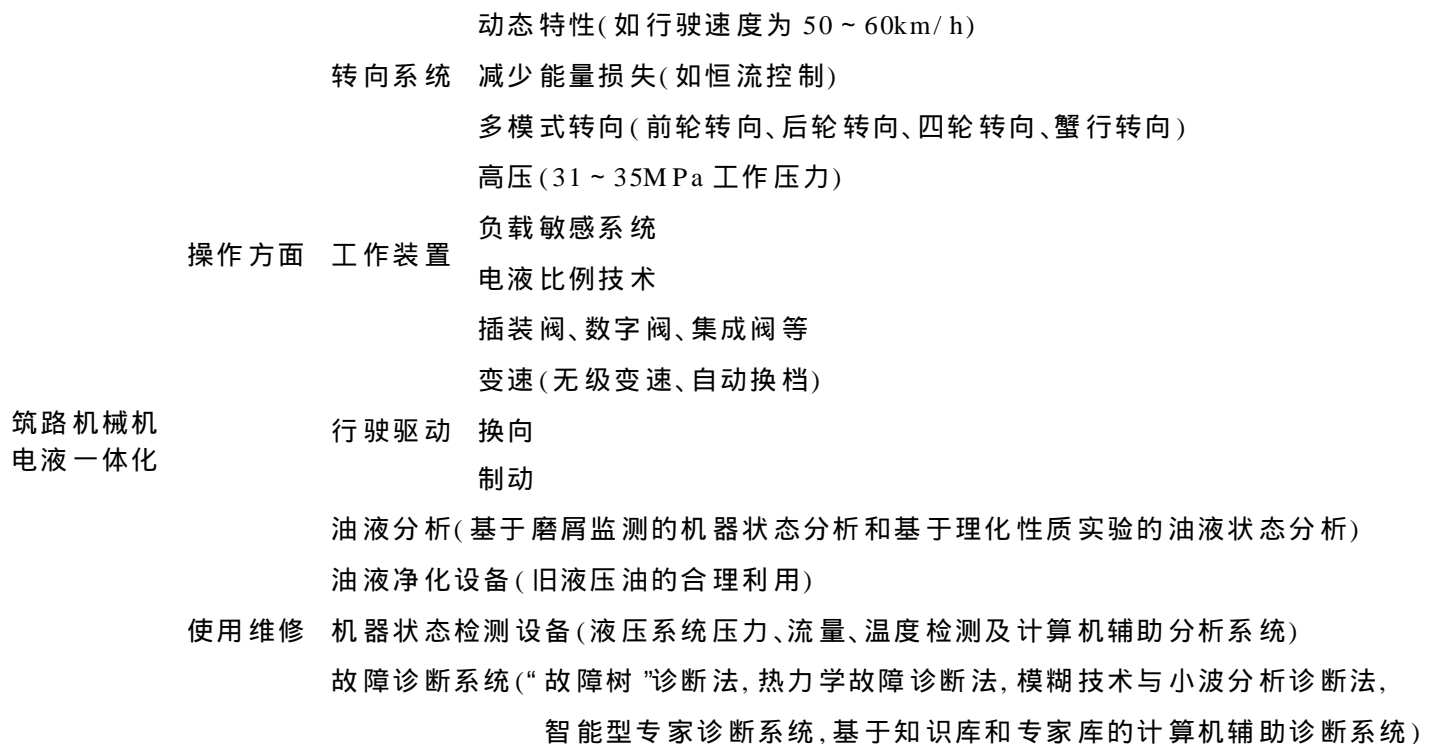 动态特性(如行驶速度为 50 ~ 60km/ h)
转向系统 减少能量损失(如恒流控制)
多模式转向(前轮转向、后轮转向、四轮转向、蟹行转向)
高压(31 ~ 35M Pa 工作压力)
负载敏感系统
操作方面 工作装置
电液比例技术
插装阀、数字阀、集成阀等
变速(无级变速、自动换档)
筑路机械机
电液一体化
行驶驱动 换向
制动
油液分析(基于磨屑监测的机器状态分析和基于理化性质实验的油液状态分析)
油液净化设备(旧液压油的合理利用)
使用维修 机器状态检测设备(液压系统压力、流量、温度检测及计算机辅助分析系统)
故障诊断系统(“故障树”诊断法,热力学故障诊断法,模糊技术与小波分析诊断法,
智能型专家诊断系统,基于知识库和专家库的计算机辅助诊断系统)